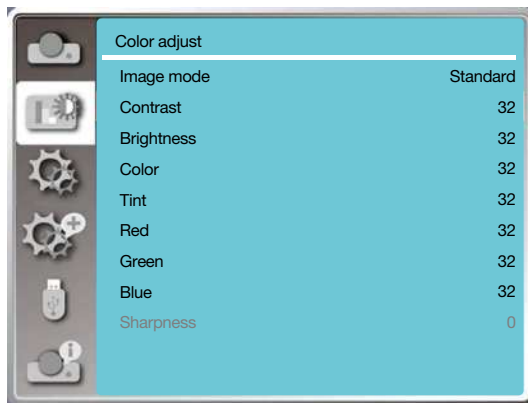 Color adjust
Image mode Standard
Contrast 32
Brightness 32
Color 32
Tint 32
Red 32
Green 32
Blue 32
Sharpness 0